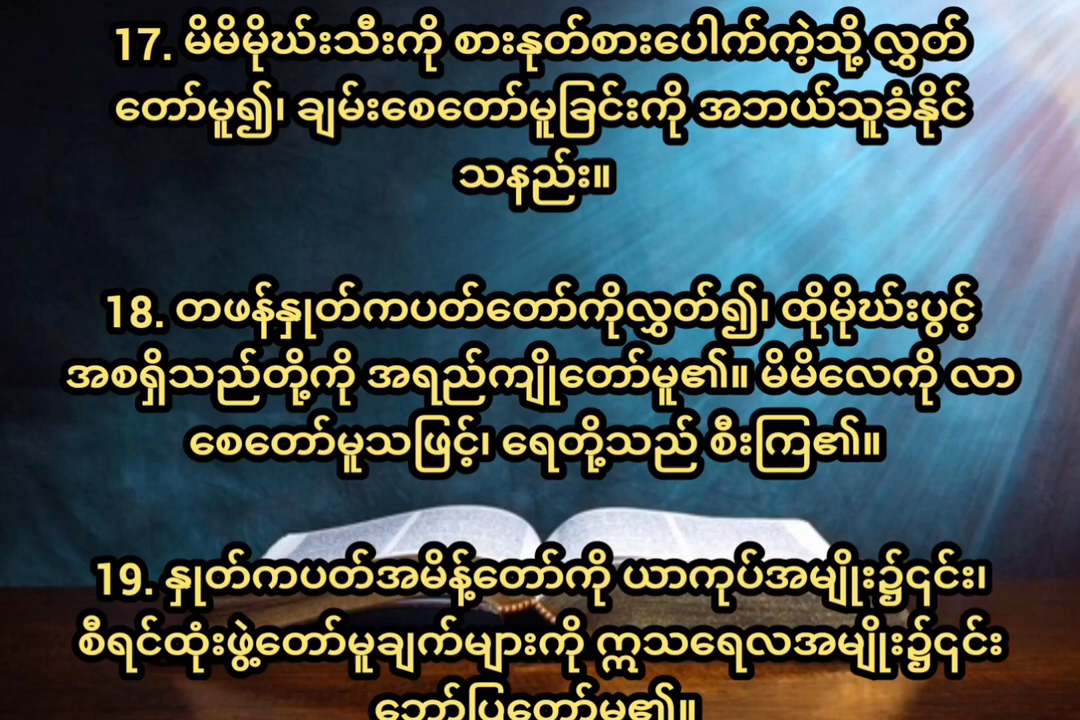 17. မိမိမိုဃ်းသီးကို စားနုတ်စားပေါက်ကဲ့သို့ လွှတ်
တော်မူ၍၊ ချမ်းစေတော်မူခြင်းကို အဘယ်သူခံနိုင်
သနည်း။
18. တဖန်နှုတ်ကပတ်တော်ကိုလွှတ်၍၊ ထိုမိုဃ်းပွင့်
အစရှိသည်တို့ကို အရည်ကျိုတော်မူ၏။ မိမိလေကို လာ
စေတော်မူသဖြင့်၊ ရေတို့သည် စီးကြ၏။
19. နှုတ်ကပတ်အမိန့်တော်ကို ယာကုပ်အမျိုး၌၎င်း၊
စီရင်ထုံးဖွဲ့တော်မူချက်များကို ဣသရေလအမျိုး၌၎င်း
ဘော်ပြတော်မူ၏။